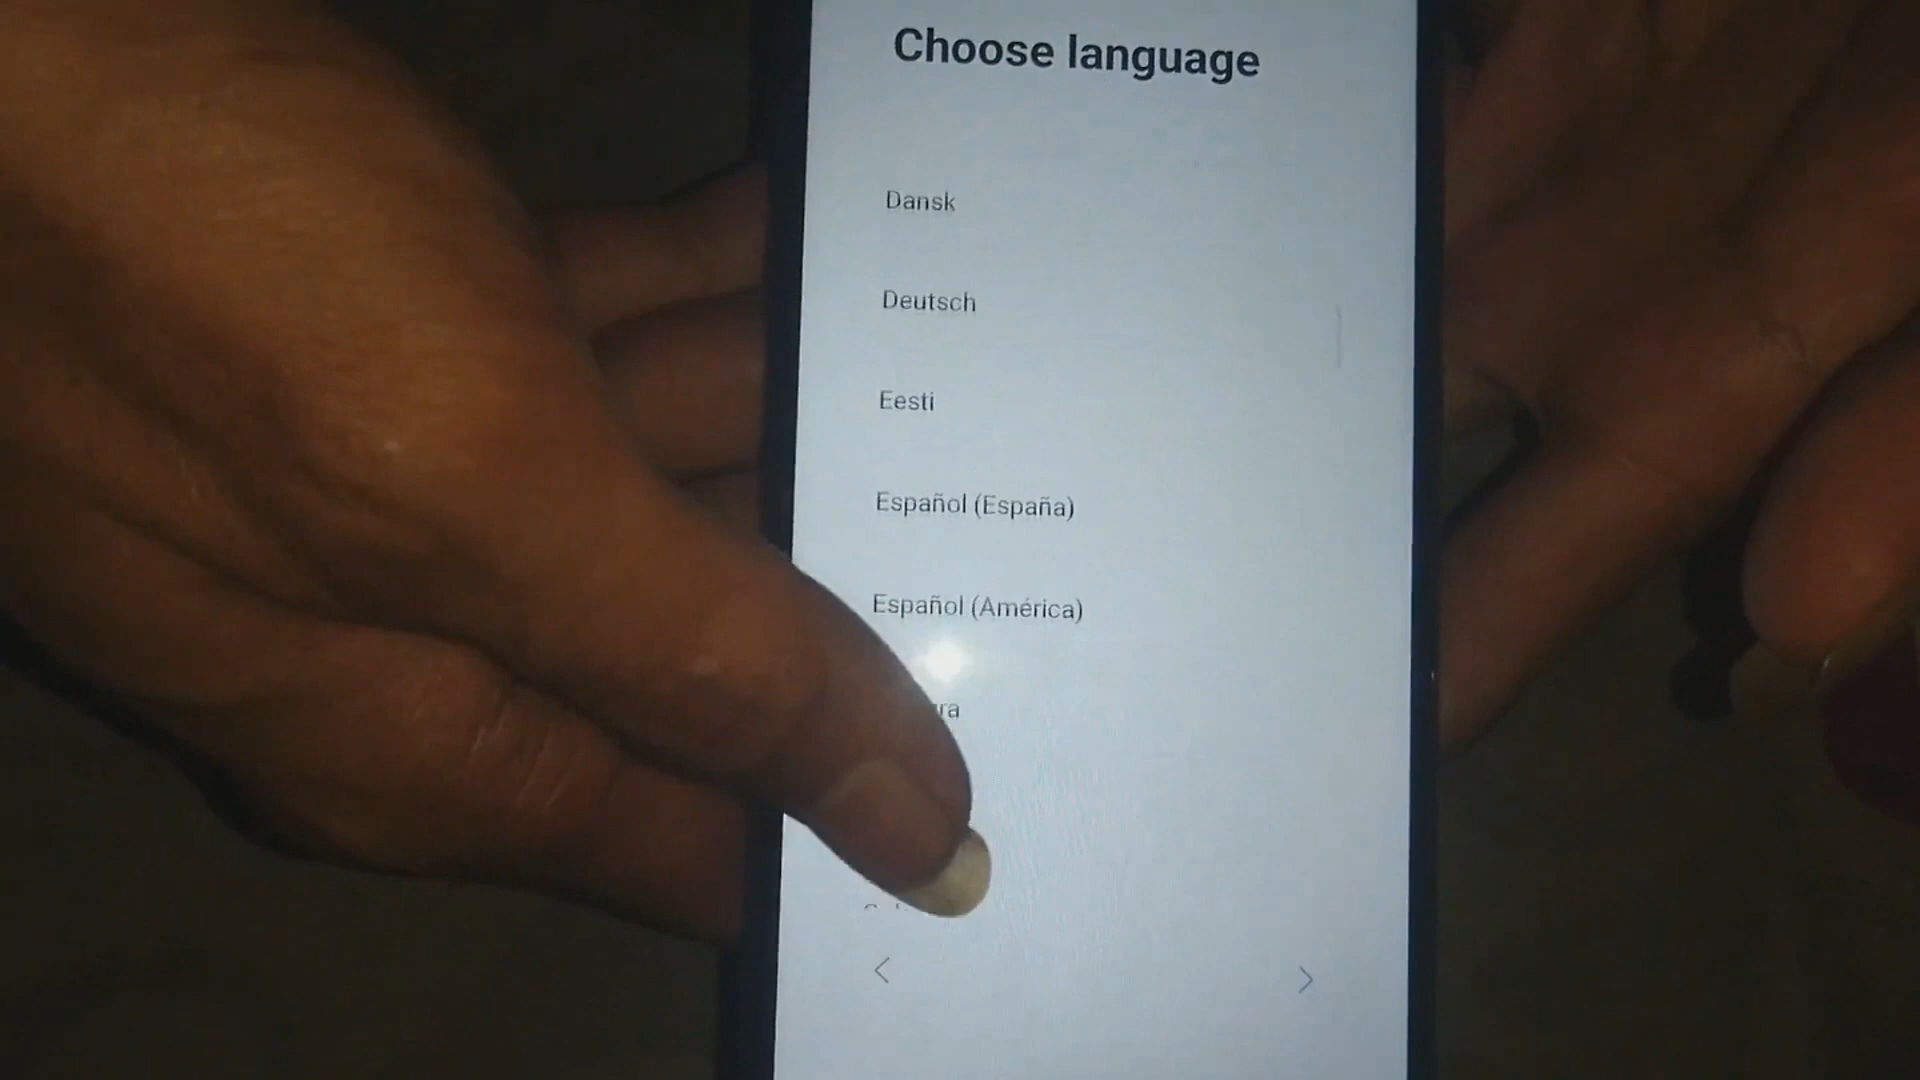 Choose language
Dansk
Deutsch
Eesti
Español (España)
Español (América)